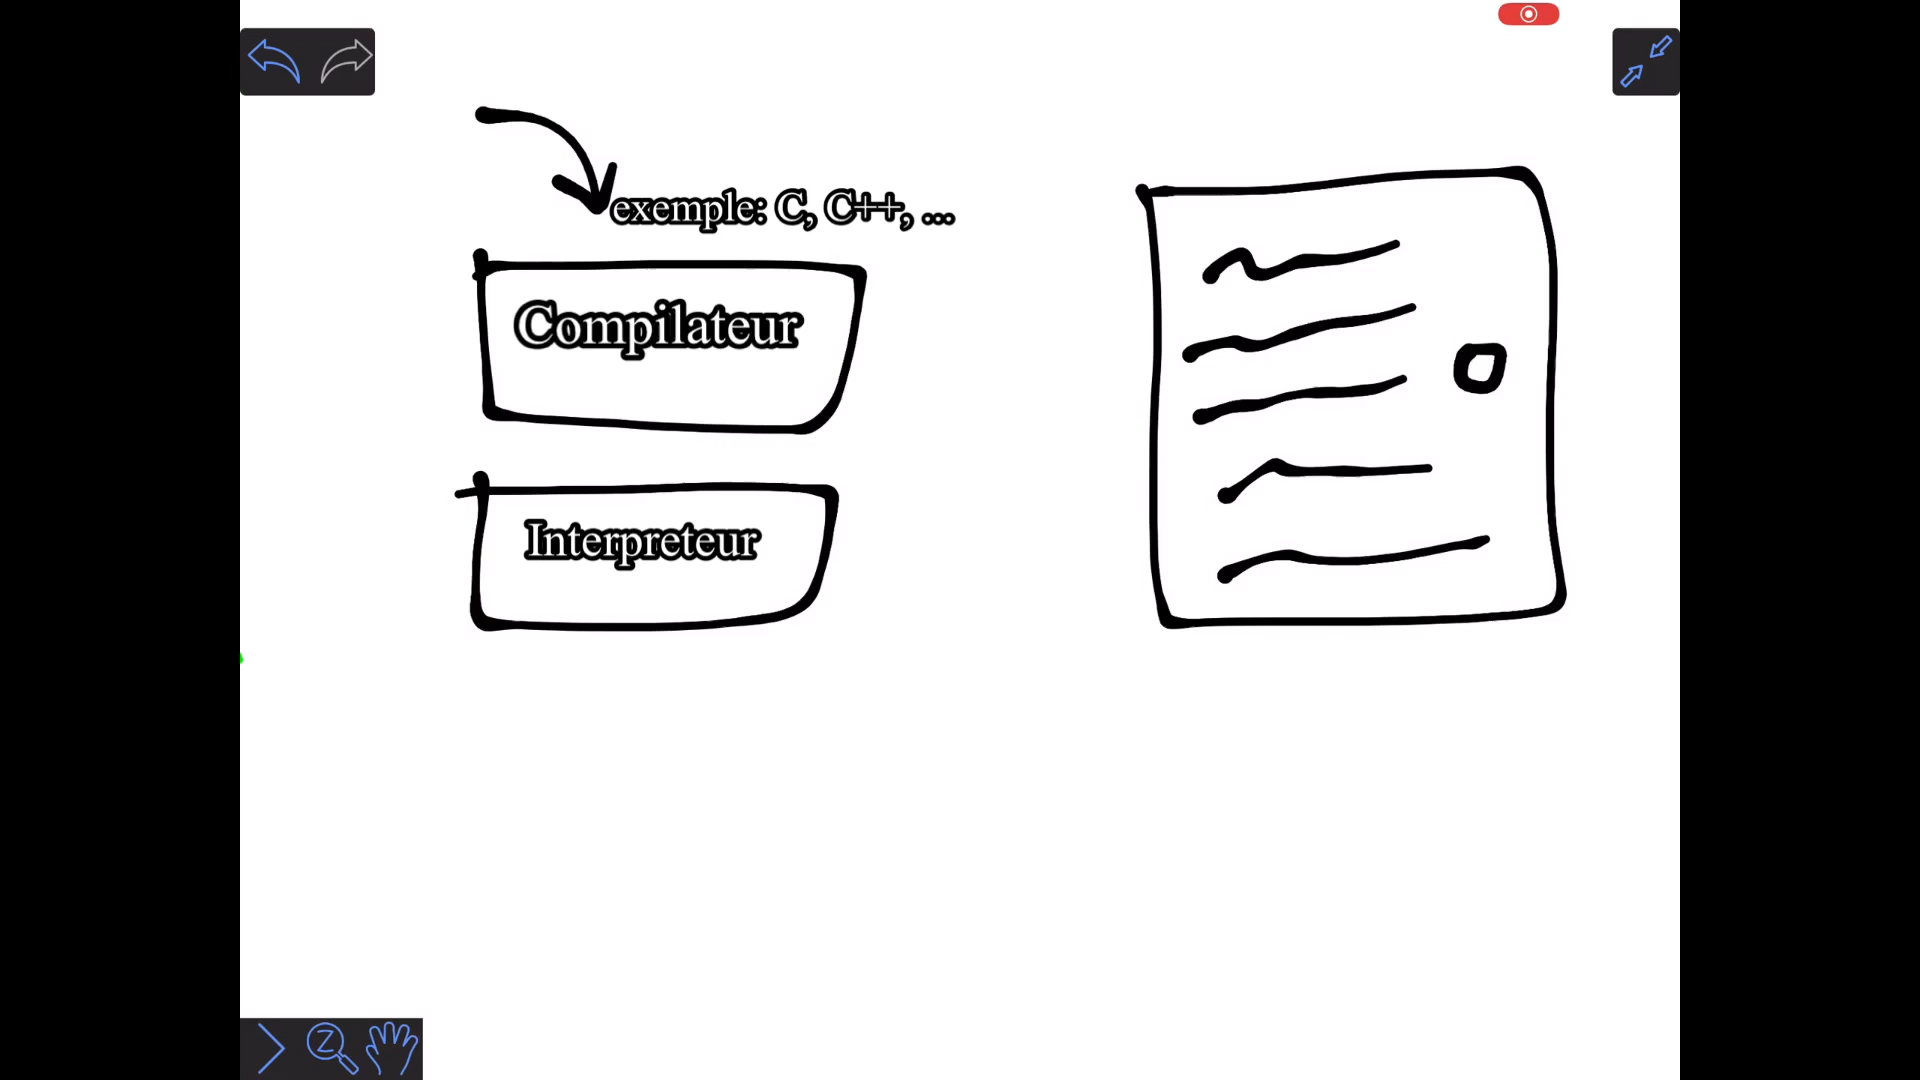 exemple: C, C++, ...
Compilateur
Interpreteur